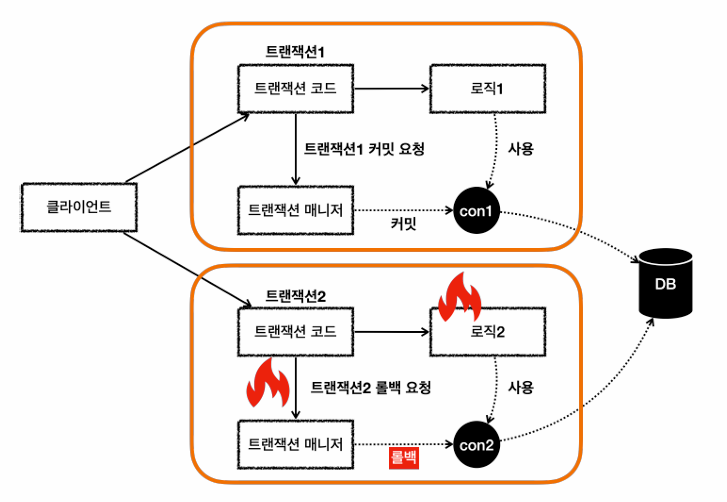 트랜잭션1
트랜잭션 코드
로직1
트랜잭션1 커밋 요청
사용
클라이언트
트랜잭션 매니저
커밋
con1
DB
트랜잭션2
트랜잭션 코드
로직2
트랜잭션2 롤백 요청
사용
트랜잭션 매니저
롤백
con2